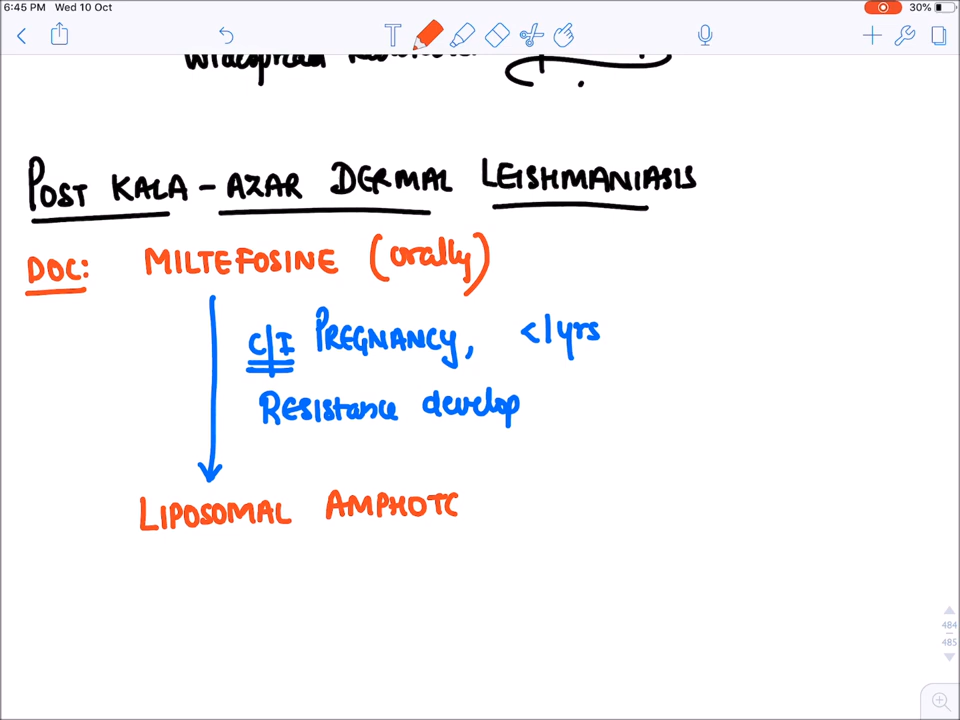 6:45 PM Wed 10 Oct
30%
T
widespread
POST KALA-AZAR DERMAL LEISHMANIASIS
DOC: MILTEFOSINE (orally)
C/I PREGNANCY, <1yrs
Resistance develop
LIPOSOMAL AMPHOTC
484
485